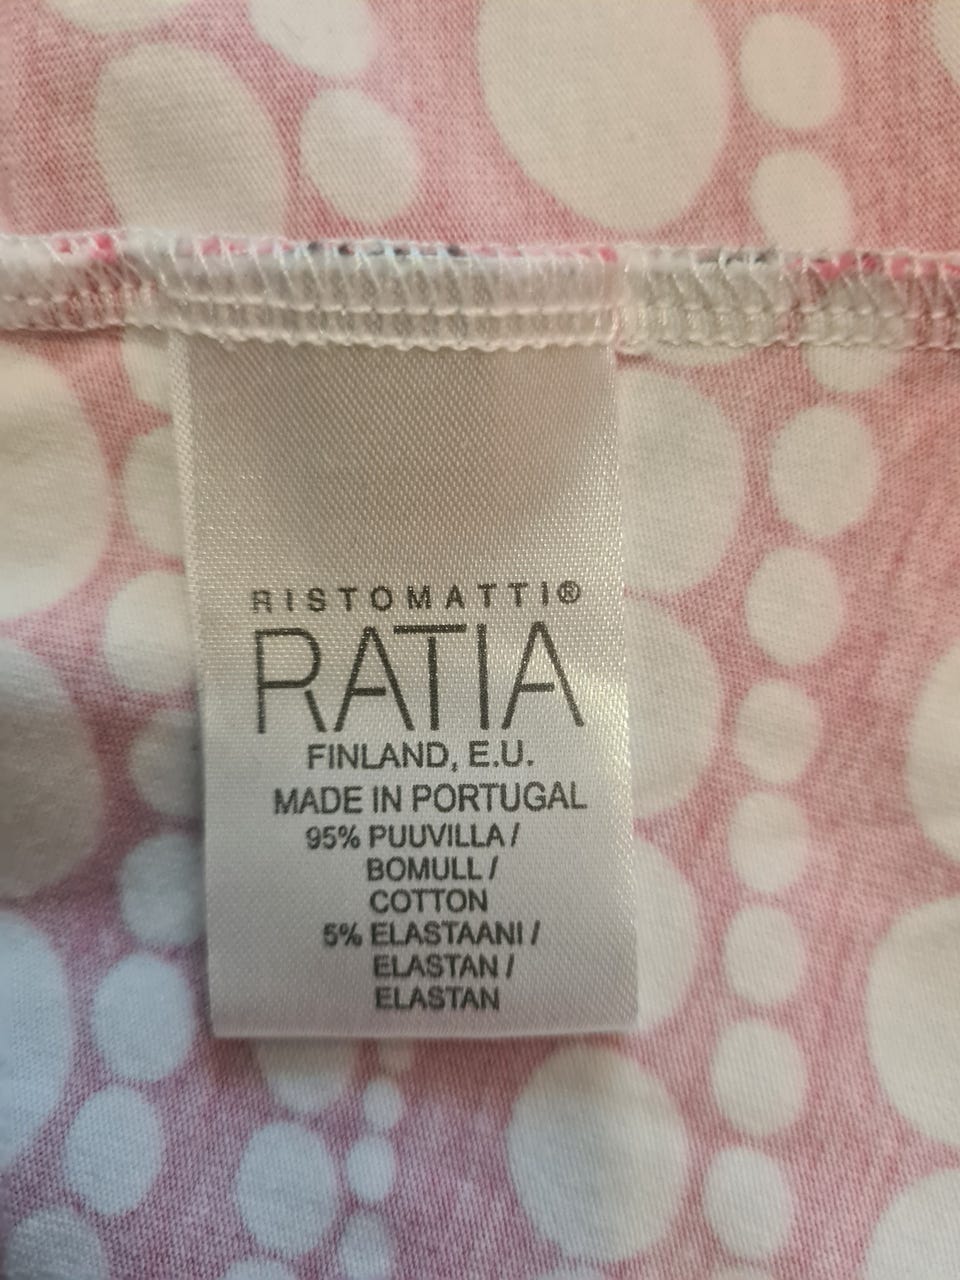 RISTOMATTI®
RATIA
FINLAND, E.U.
MADE IN PORTUGAL
95% PUUVILLA /
BOMULL /
COTTON
5% ELASTAANI /
ELASTAN /
ELASTAN